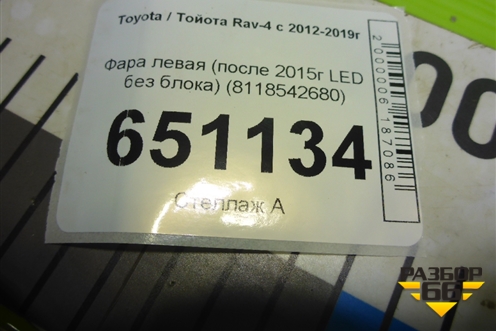 Toyota / Тойота Rav-4 с 2012-2019г
Фара левая (после 2015г LED
без блока) (8118542680)
651134
Стеллаж А
2000006187086
РАЗБОР
66